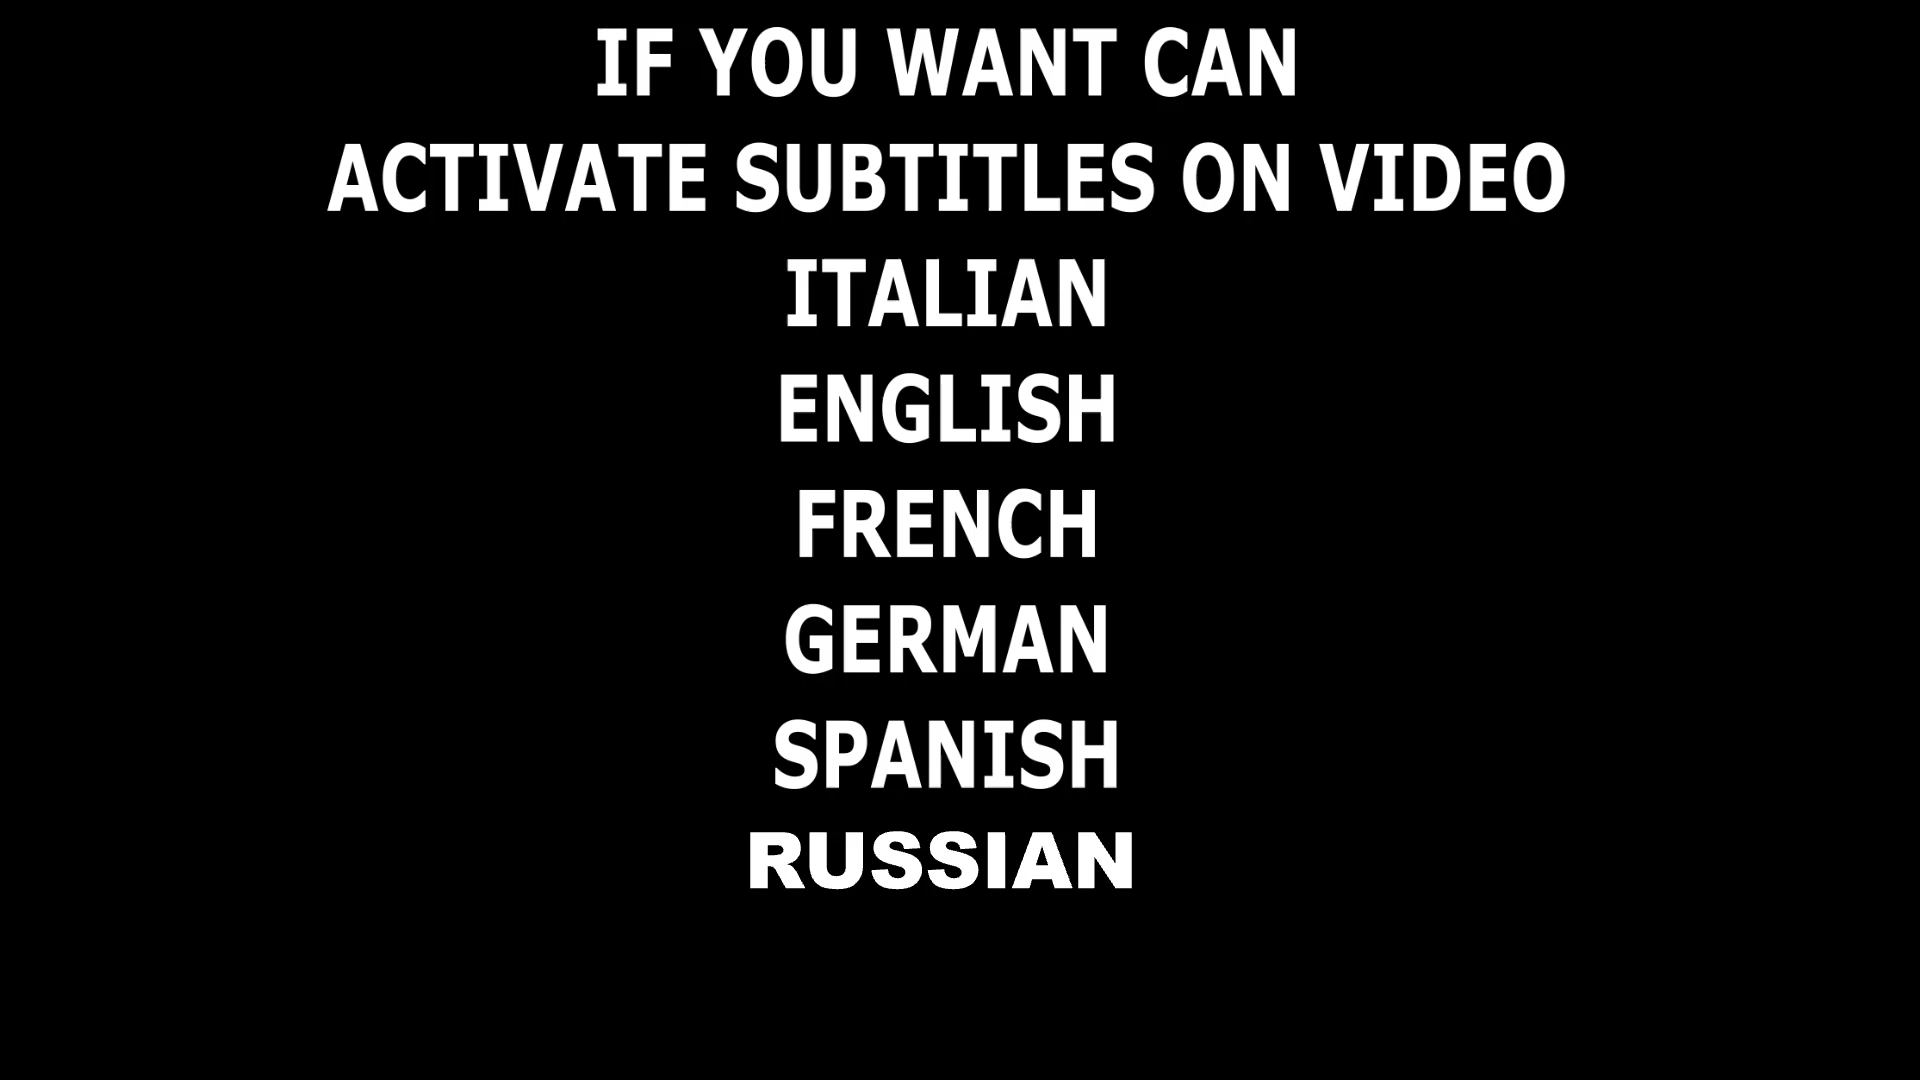 IF YOU WANT CAN
ACTIVATE SUBTITLES ON VIDEO
ITALIAN
ENGLISH
FRENCH
GERMAN
SPANISH
RUSSIAN